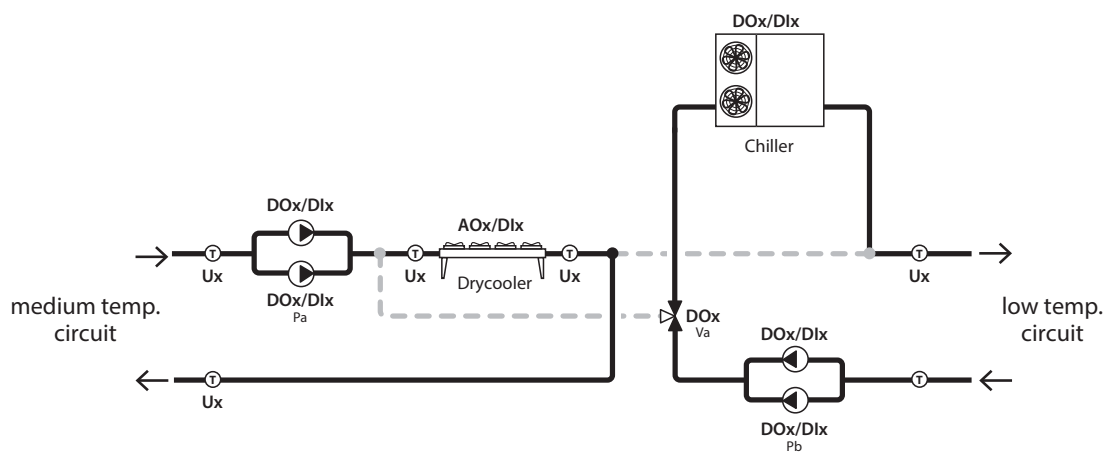 DOx/DIx
Chiller
DOx/DIx
AOx/DIx
T
T
T
T
Ux
Ux
Ux
Ux
Drycooler
DOx/DIx
Pa
medium temp.
circuit
low temp.
circuit
DOx
Va
DOx/DIx
T
T
Ux
DOx/DIx
Pb